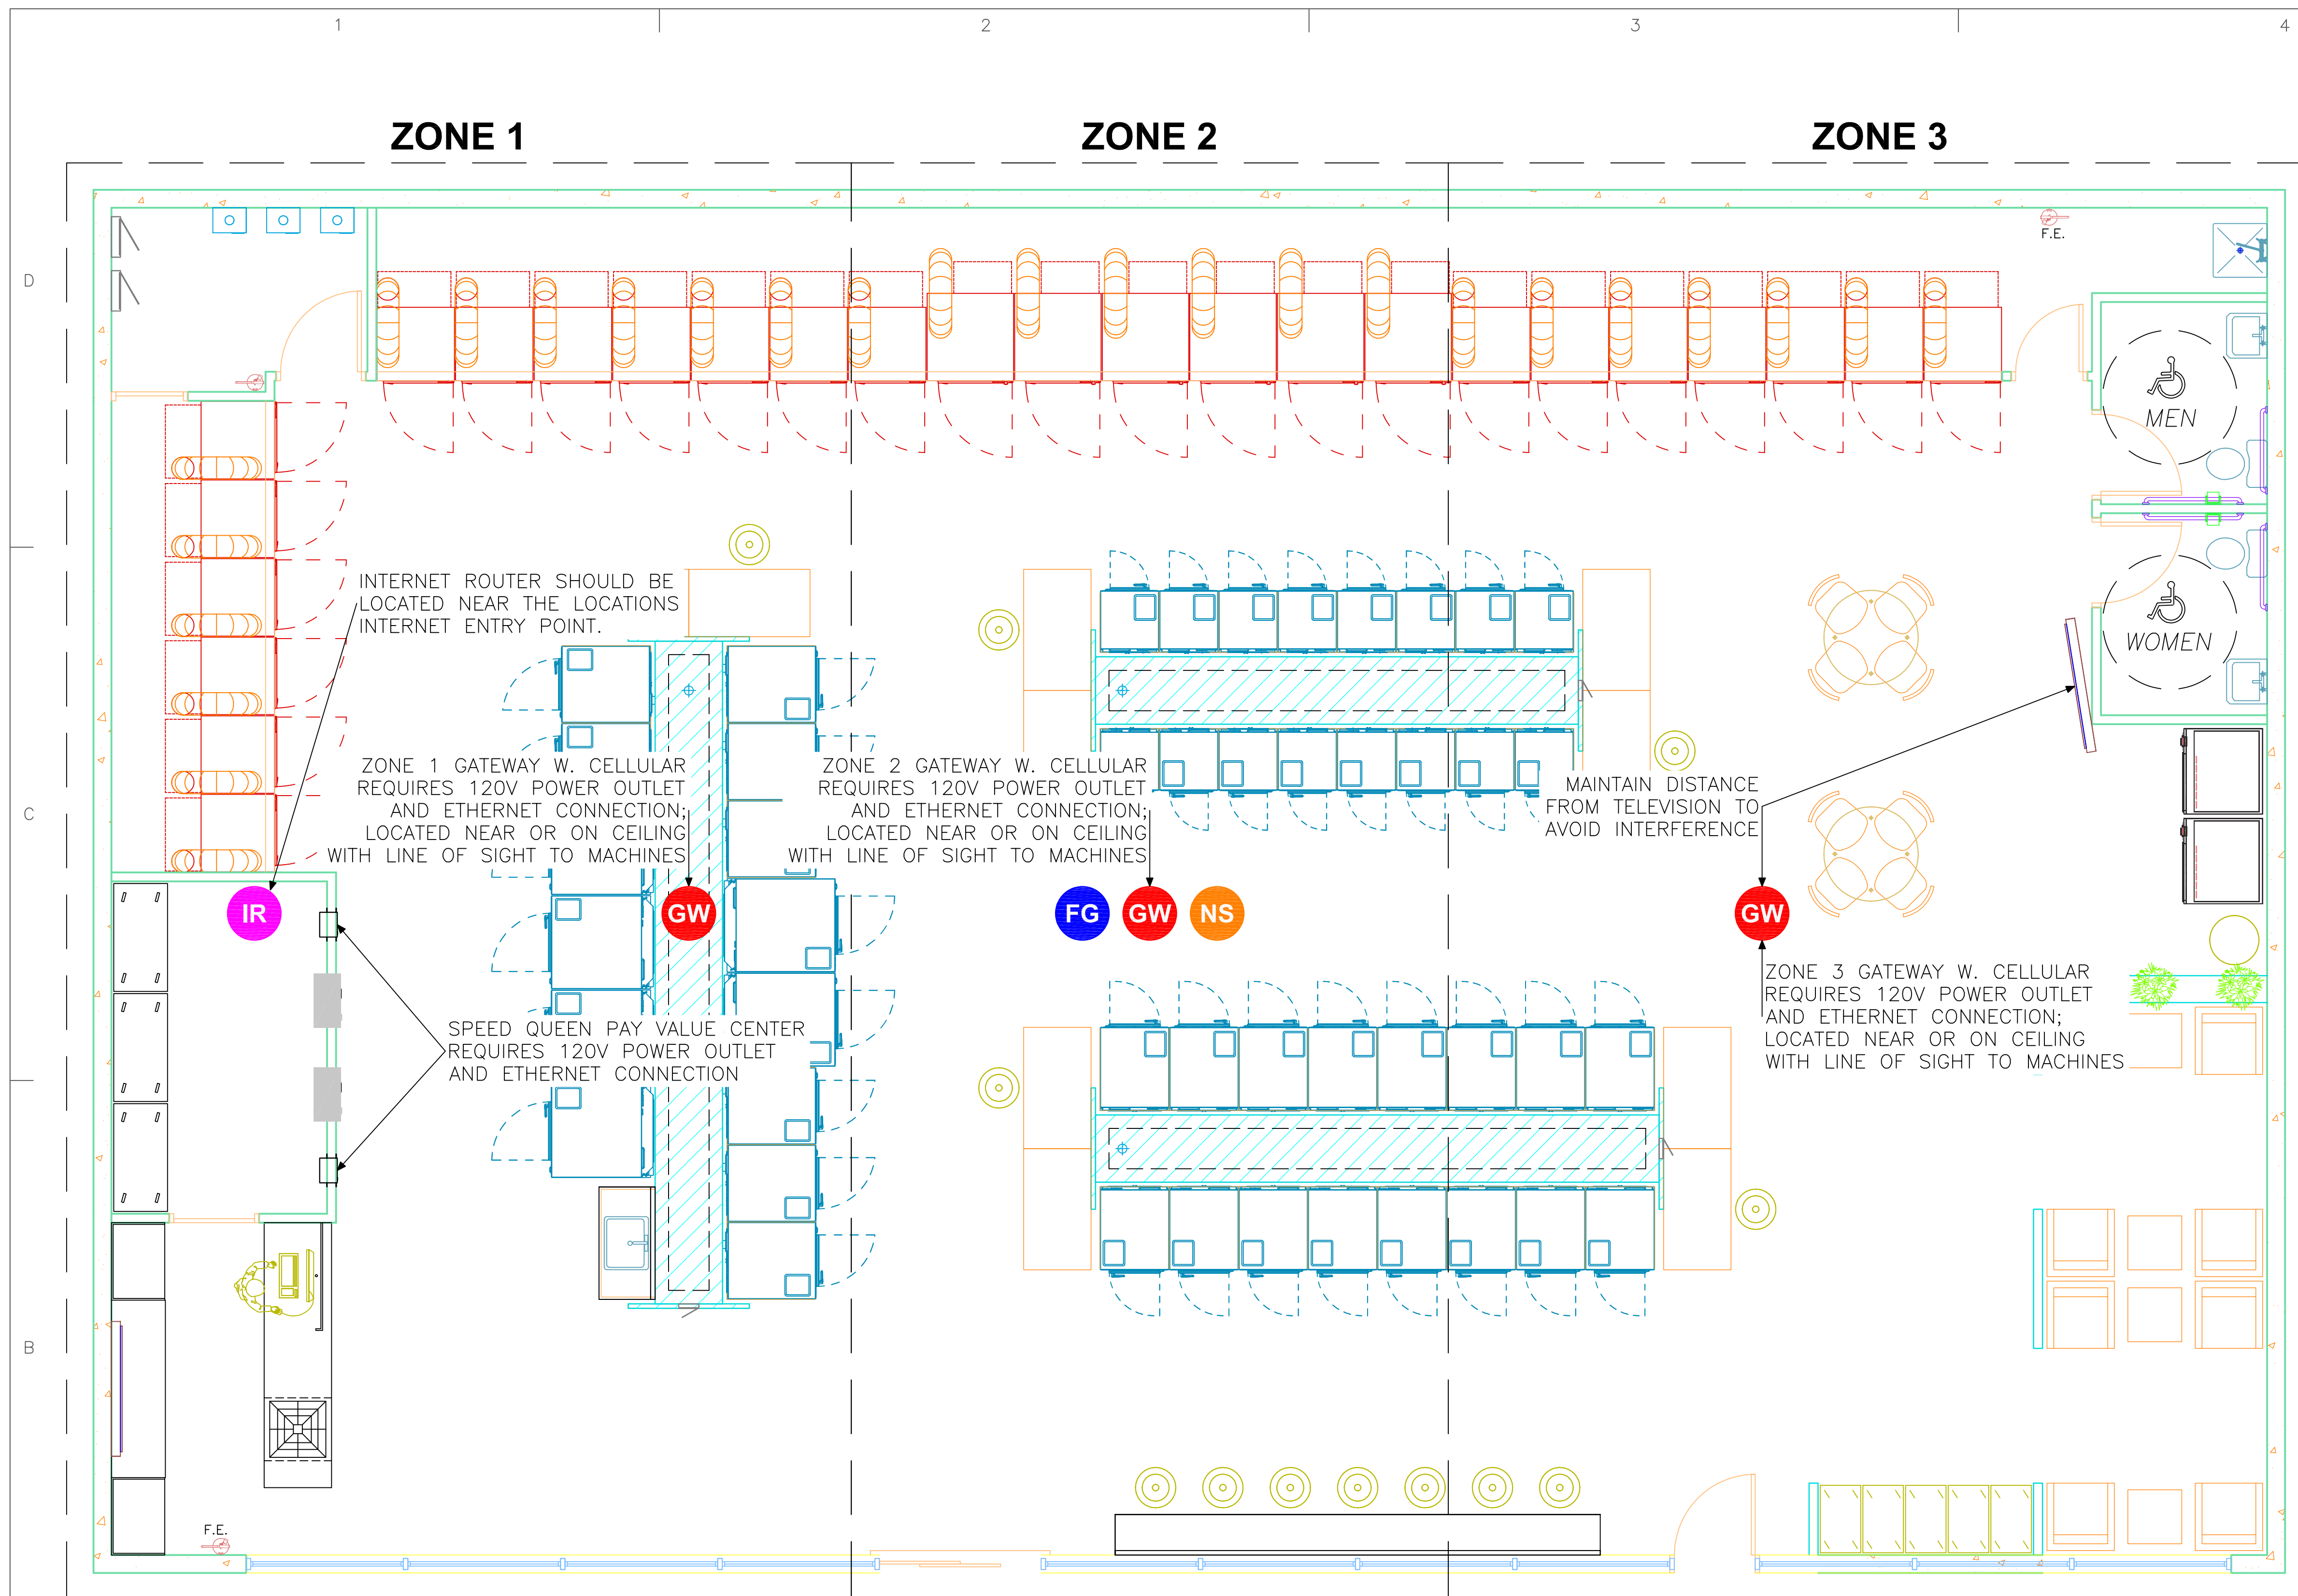 1
2
3
4
ZONE 1
ZONE 2
ZONE 3
D
F.E.
MEN
INTERNET ROUTER SHOULD BE
LOCATED NEAR THE LOCATIONS
INTERNET ENTRY POINT.
WOMEN
C
ZONE 1 GATEWAY W. CELLULAR
REQUIRES 120V POWER OUTLET
AND ETHERNET CONNECTION;
LOCATED NEAR OR ON CEILING
WITH LINE OF SIGHT TO MACHINES
ZONE 2 GATEWAY W. CELLULAR
REQUIRES 120V POWER OUTLET
AND ETHERNET CONNECTION;
LOCATED NEAR OR ON CEILING
WITH LINE OF SIGHT TO MACHINES
MAINTAIN DISTANCE
FROM TELEVISION TO
AVOID INTERFERENCE
IR
GW
FG
GW
NS
GW
ZONE 3 GATEWAY W. CELLULAR
REQUIRES 120V POWER OUTLET
AND ETHERNET CONNECTION;
LOCATED NEAR OR ON CEILING
WITH LINE OF SIGHT TO MACHINES
SPEED QUEEN PAY VALUE CENTER
REQUIRES 120V POWER OUTLET
AND ETHERNET CONNECTION
B
F.E.